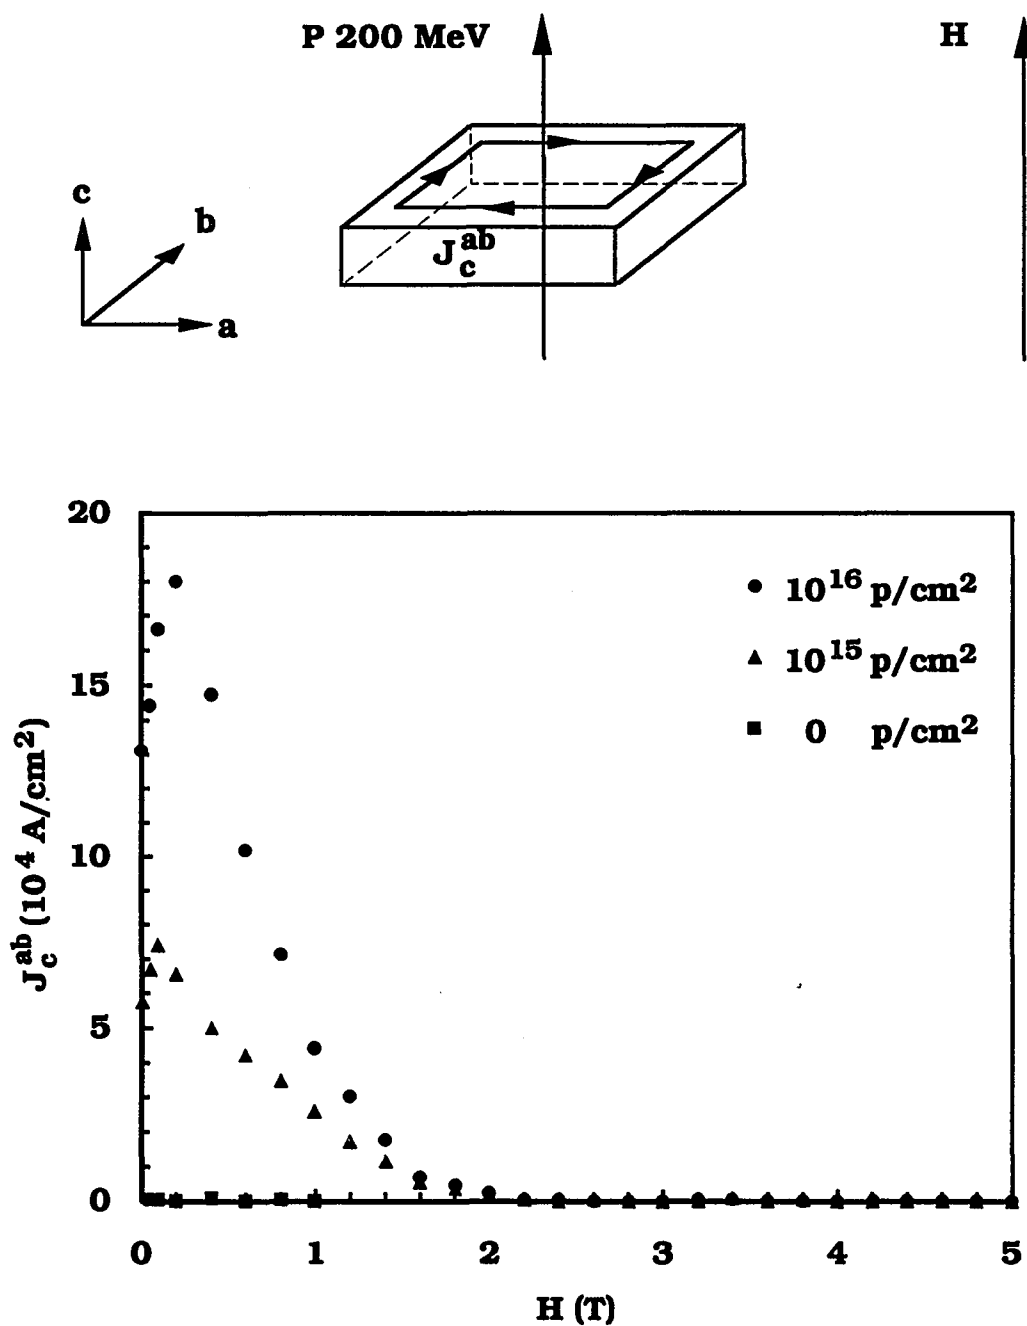 P 200 MeV
H
c
b
a
J_c^ab
20
15
10
5
0
J_c^ab (10^4 A/cm^2)
10^16 p/cm^2
10^15 p/cm^2
0 p/cm^2
0 1 2 3 4 5
H (T)